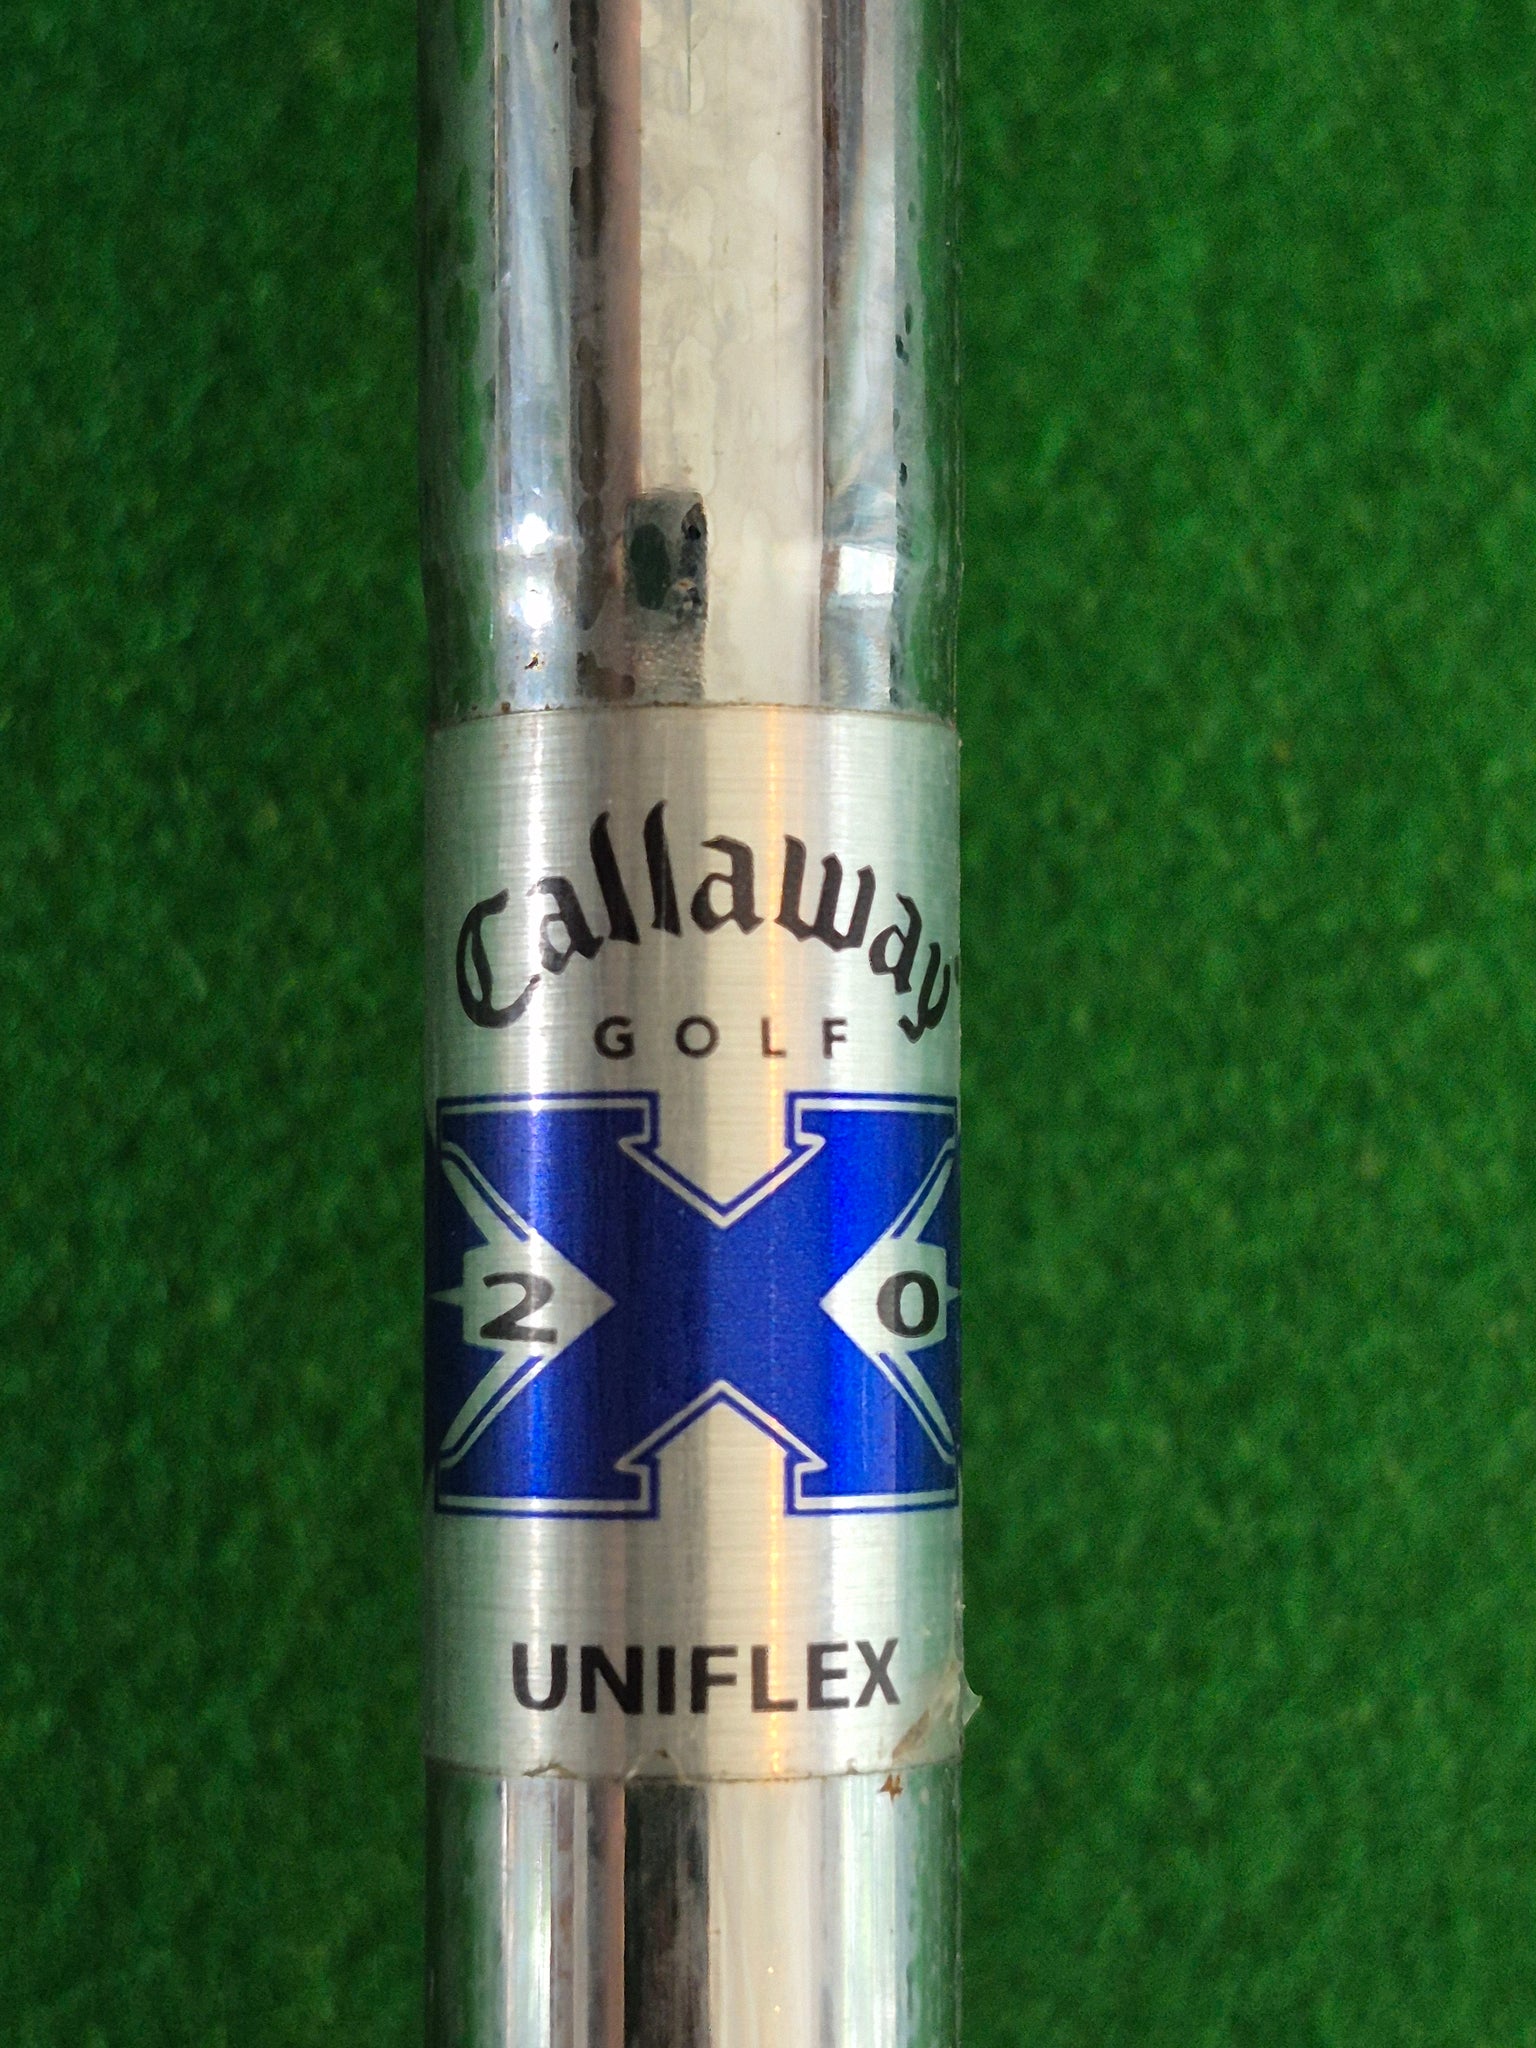 Callaway
GOLF
2 X 0
UNIFLEX